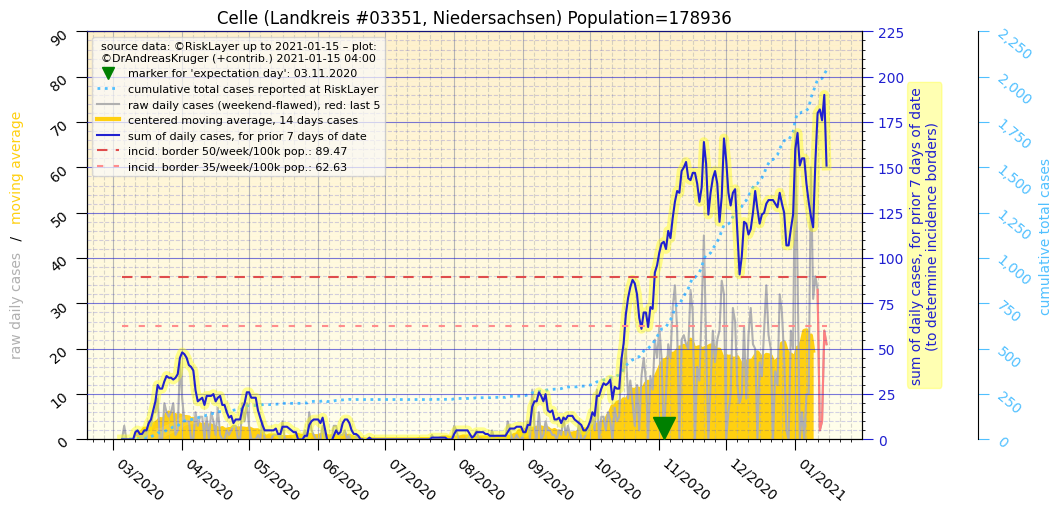 Celle (Landkreis #03351, Niedersachsen) Population=178936
source data: ©RiskLayer up to 2021-01-15 – plot:
©DrAndreasKruger (+contrib.) 2021-01-15 04:00
marker for 'expectation day': 03.11.2020
cumulative total cases reported at RiskLayer
raw daily cases (weekend-flawed), red: last 5
centered moving average, 14 days cases
sum of daily cases, for prior 7 days of date
incid. border 50/week/100k pop.: 89.47
incid. border 35/week/100k pop.: 62.63
raw daily cases / moving average
90
80
70
60
50
40
30
20
10
0
225
200
175
150
125
100
75
50
25
0
sum of daily cases, for prior 7 days of date
(to determine incidence borders)
2,250
2,000
1,750
1,500
1,250
1,000
750
500
250
0
cumulative total cases
03/2020
04/2020
05/2020
06/2020
07/2020
08/2020
09/2020
10/2020
11/2020
12/2020
01/2021